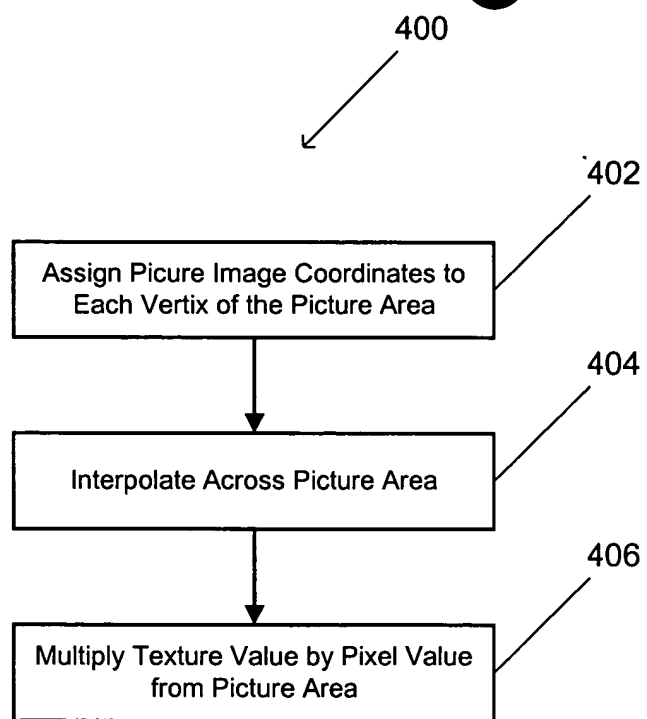 400
402
Assign Picure Image Coordinates to
Each Vertix of the Picture Area
404
Interpolate Across Picture Area
406
Multiply Texture Value by Pixel Value
from Picture Area